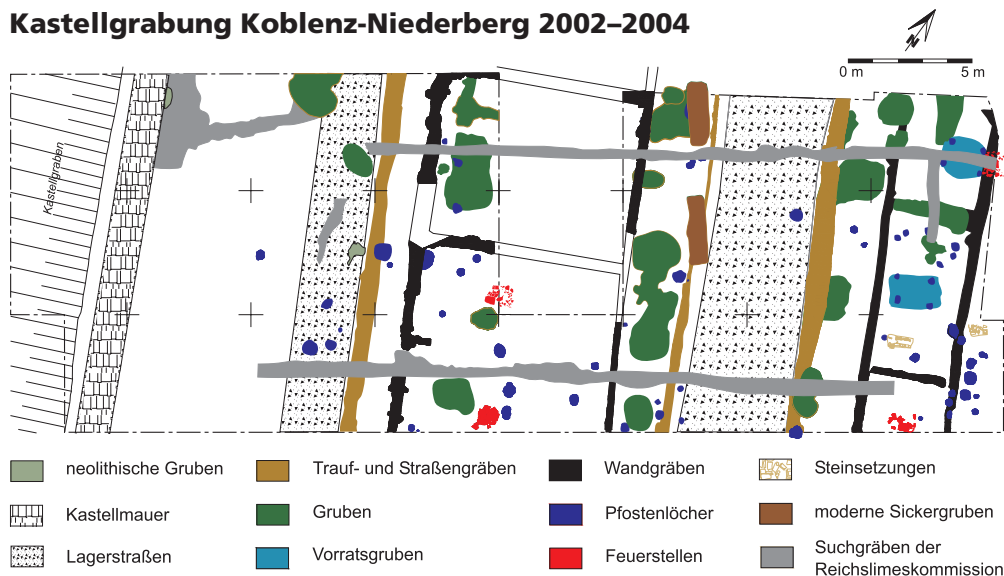 Kastellgrabung Koblenz-Niederberg 2002–2004
N
0 m 5 m
Kastellgraben
neolithische Gruben
Trauf- und Straßengräben
Wandgräben
Steinsetzungen
Kastellmauer
Gruben
Pfostenlöcher
moderne Sickergruben
Lagerstraßen
Vorratsgruben
Feuerstellen
Suchgräben der
Reichslimeskommission